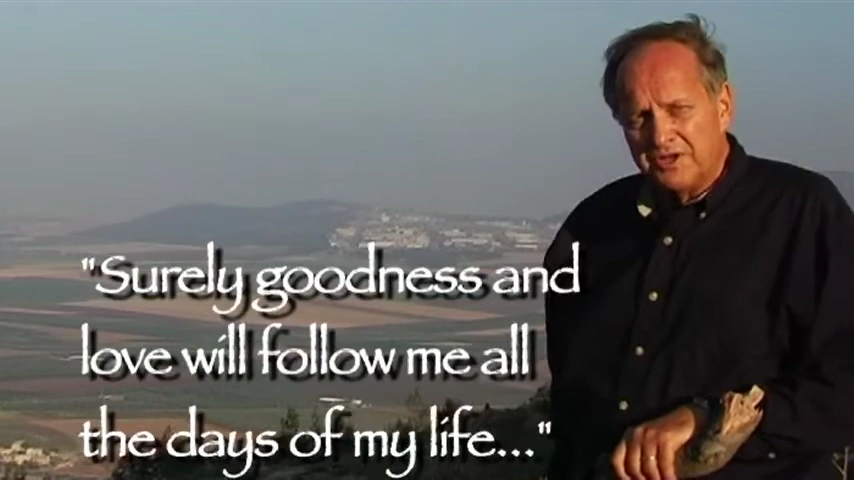 "Surely goodness and
love will follow me all
the days of my life..."